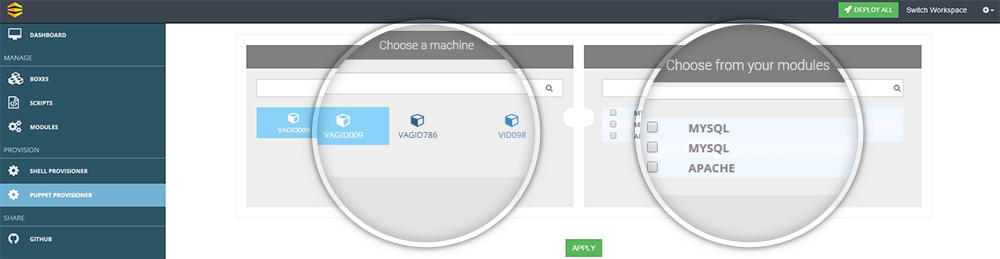 DEPLOY ALL
Switch Workspace
DASHBOARD
MANAGE
BOXES
SCRIPTS
MODULES
PROVISION
SHELL PROVISIONER
PUPPET PROVISIONER
SHARE
GITHUB
Choose a machine
VAGID009
VAGID009
VAGID786
VID098
Choose from your modules
MYSQL
MYSQL
APACHE
APPLY